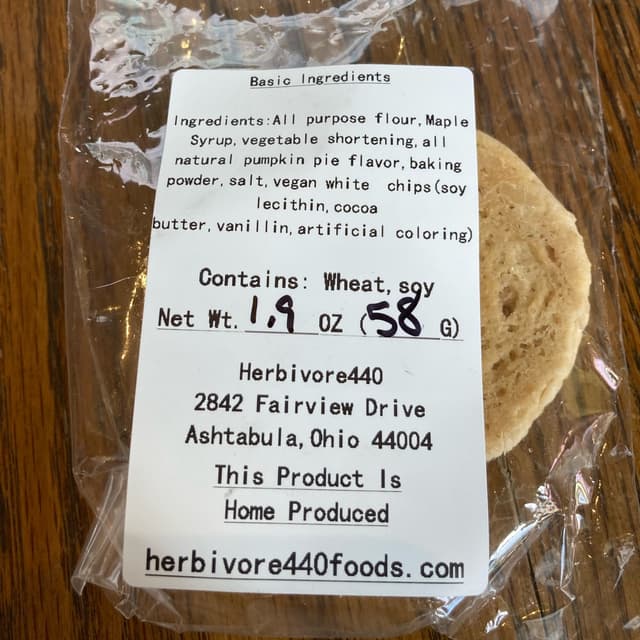 Basic Ingredients
Ingredients:All purpose flour, Maple
Syrup, vegetable shortening, all
natural pumpkin pie flavor, baking
powder, salt, vegan white chips(soy
lecithin, cocoa
butter, vanillin, artificial coloring)
Contains: Wheat, soy
Net Wt. 1.9 OZ (58 G)
Herbivore440
2842 Fairview Drive
Ashtabula, Ohio 44004
This Product Is
Home Produced
herbivore440foods.com